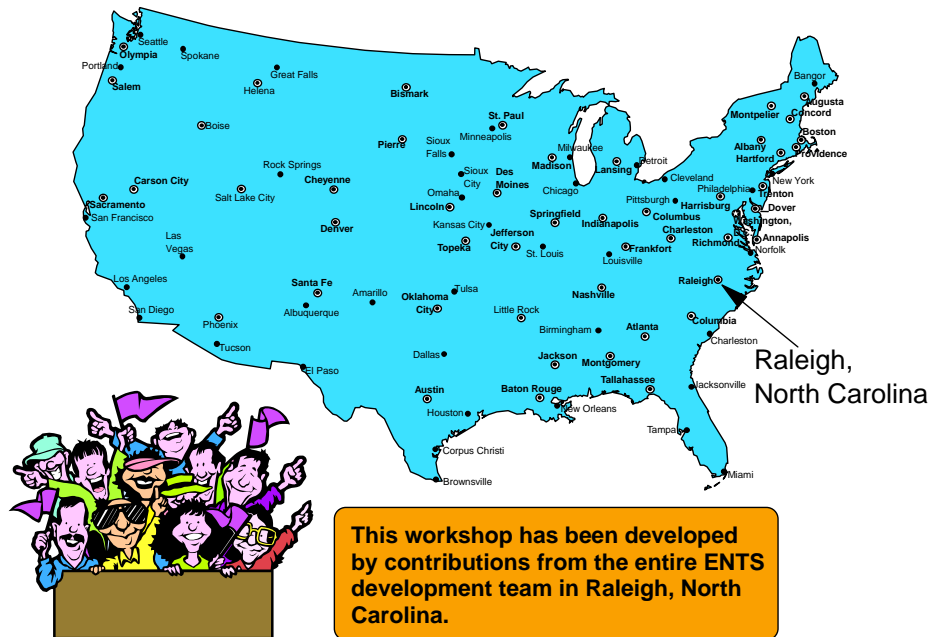 Seattle
Olympia
Spokane
Portland
Salem
Great Falls
Helena
Bismark
Bangor
Augusta
Concord
Montpelier
Boise
St. Paul
Minneapolis
Boston
Albany
Hartford
Providence
Pierre
Sioux
Falls
Milwaukee
Madison
Lansing
Detroit
Rock Springs
Cheyenne
Sioux
City
Des
Moines
Chicago
Cleveland
New York
Philadelphia
Trenton
Carson City
Salt Lake City
Omaha
Lincoln
Pittsburgh
Harrisburg
Dover
Sacramento
San Francisco
Springfield
Indianapolis
Columbus
Washington,
Denver
Kansas City
Jefferson
City
Charleston
Richmond
Annapolis
Norfolk
Las
Vegas
Topeka
St. Louis
Frankfort
Louisville
Los Angeles
Santa Fe
Amarillo
Tulsa
Oklahoma
City
Nashville
Raleigh
San Diego
Phoenix
Albuquerque
Little Rock
Columbia
Tucson
Birmingham
Atlanta
Charleston
Dallas
El Paso
Jackson
Montgomery
Raleigh,
North Carolina
Austin
Baton Rouge
Tallahassee
Jacksonville
Houston
New Orleans
Tampa
Corpus Christi
Miami
Brownsville
This workshop has been developed
by contributions from the entire ENTS
development team in Raleigh, North
Carolina.